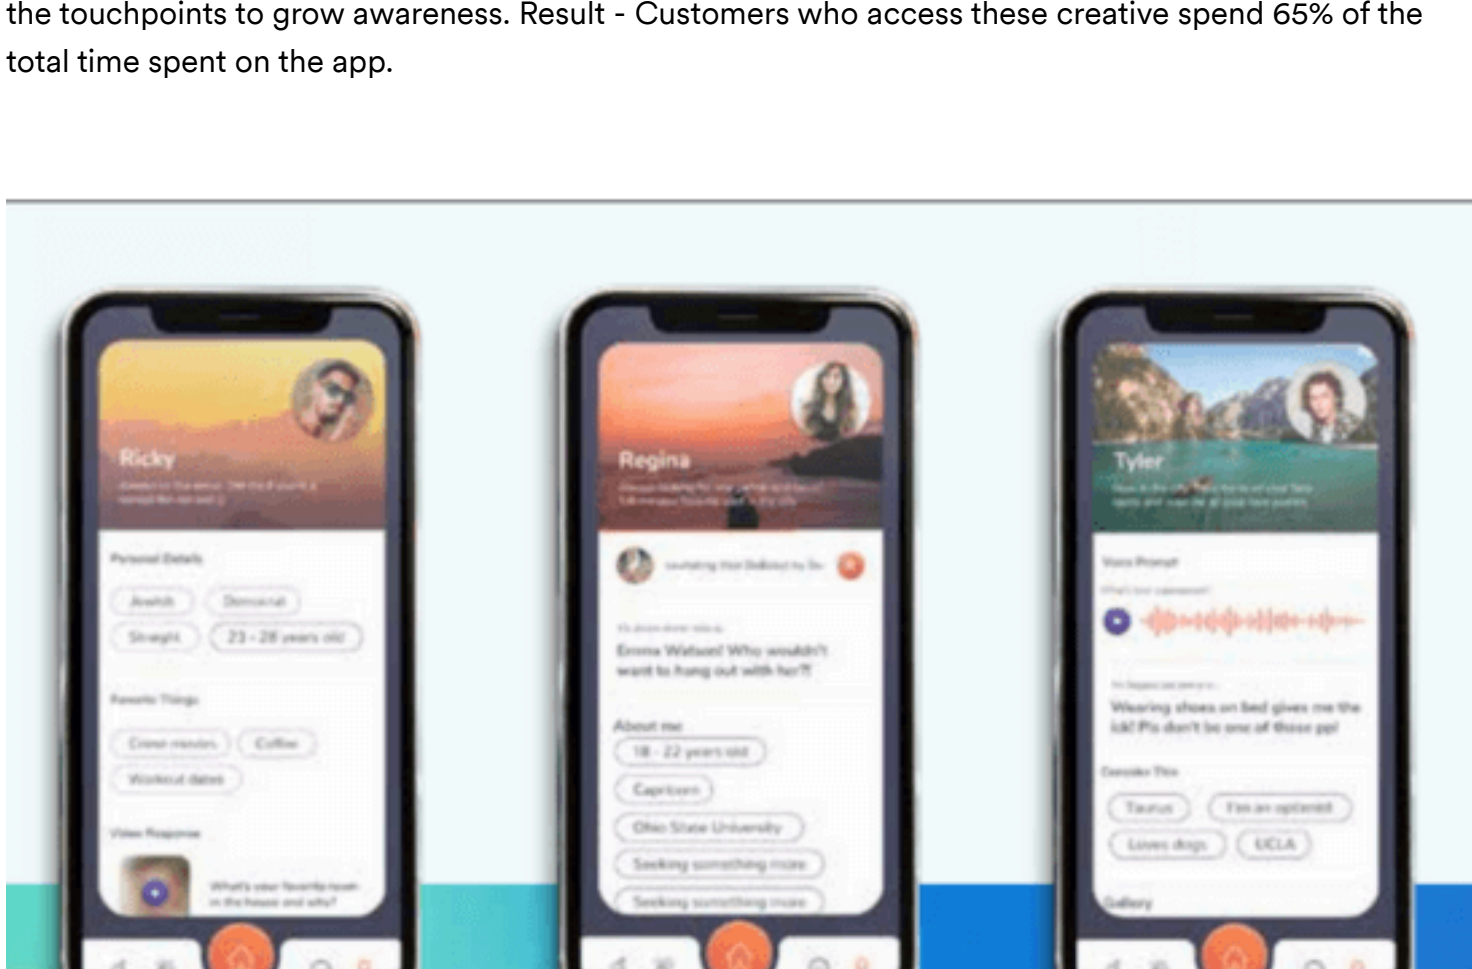 the touchpoints to grow awareness. Result - Customers who access these creative spend 65% of the
total time spent on the app.
Ricky
Personal Details
Jewish
Democrat
Straight
23 - 28 years old
Favorite Things
Crime movies
Coffee
Workout dates
Video Response
What's your favorite room
in the house and why?
Regina
Emma Watson! Why wouldn't
want to hang out with her?!
About me
18 - 22 years old
Capricorn
Ohio State University
Seeking something more
Seeking something more
Tyler
Voice Prompt
Wearing shoes on bed gives me the
ick! Pls don't be one of those ppl
Consider This
Taurus
I'm an optimist
Loves dogs
UCLA
Gallery